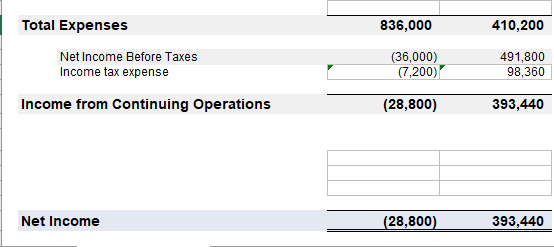 Total Expenses 836,000 410,200
Net Income Before Taxes (36,000) 491,800
Income tax expense (7,200) 98,360
Income from Continuing Operations (28,800) 393,440
Net Income (28,800) 393,440